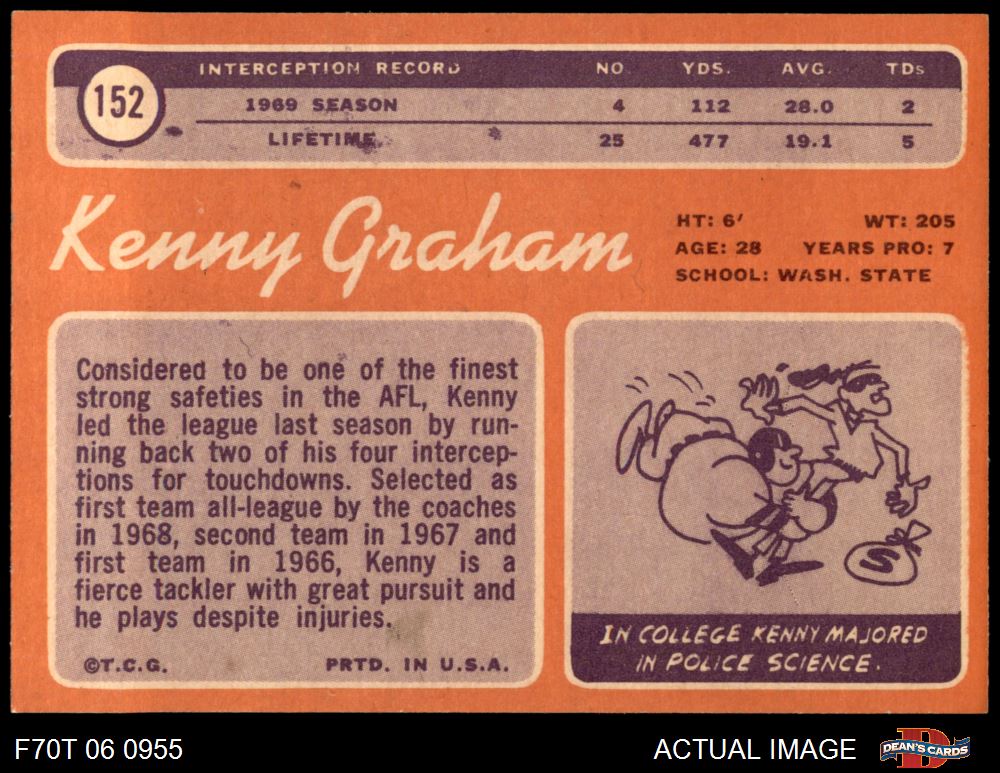 152
INTERCEPTION RECORD NO. YDS. AVG. TDs
1969 SEASON 4 112 28.0 2
LIFETIME 25 477 19.1 5
Kenny Graham
HT: 6' WT: 205
AGE: 28 YEARS PRO: 7
SCHOOL: WASH. STATE
Considered to be one of the finest
strong safeties in the AFL, Kenny
led the league last season by run-
ning back two of his four intercep-
tions for touchdowns. Selected as
first team all-league by the coaches
in 1968, second team in 1967 and
first team in 1966, Kenny is a
fierce tackler with great pursuit and
he plays despite injuries.
©T.C.G. PRTD. IN U.S.A.
S
IN COLLEGE KENNY MAJORED
IN POLICE SCIENCE.
F70T 06 0955
ACTUAL IMAGE
D
DEAN'S CARDS